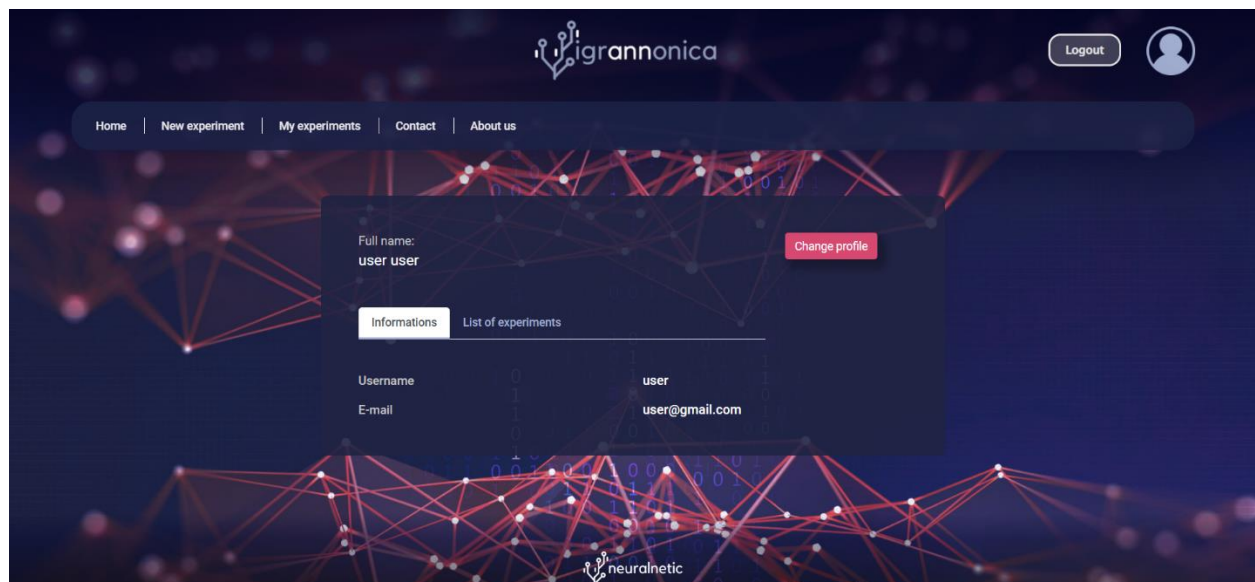 igrannonica
Logout
Home New experiment My experiments Contact About us
Full name:
user user
Change profile
Informations List of experiments
Username user
E-mail user@gmail.com
neuralnetic